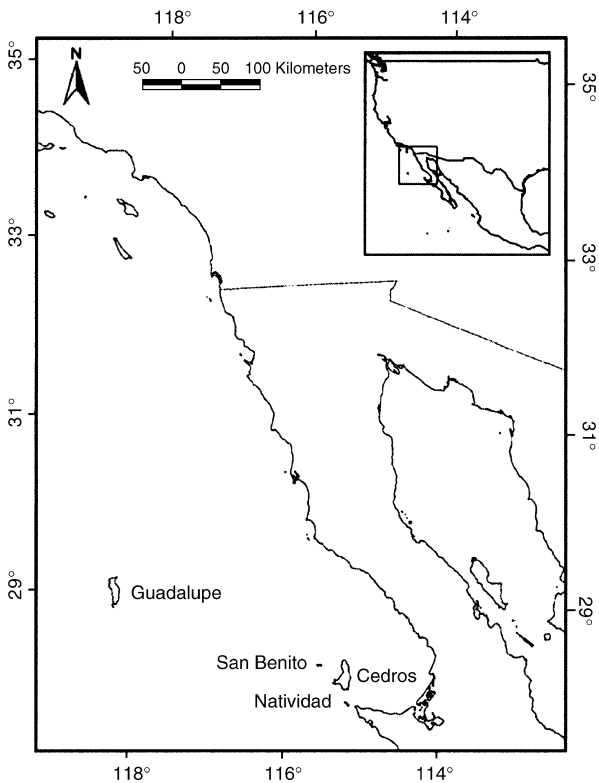 118° 116° 114°
N
50 0 50 100 Kilometers
35°
35°
33°
33°
31°
31°
29°
29°
Guadalupe
San Benito
Cedros
Natividad
118° 116° 114°